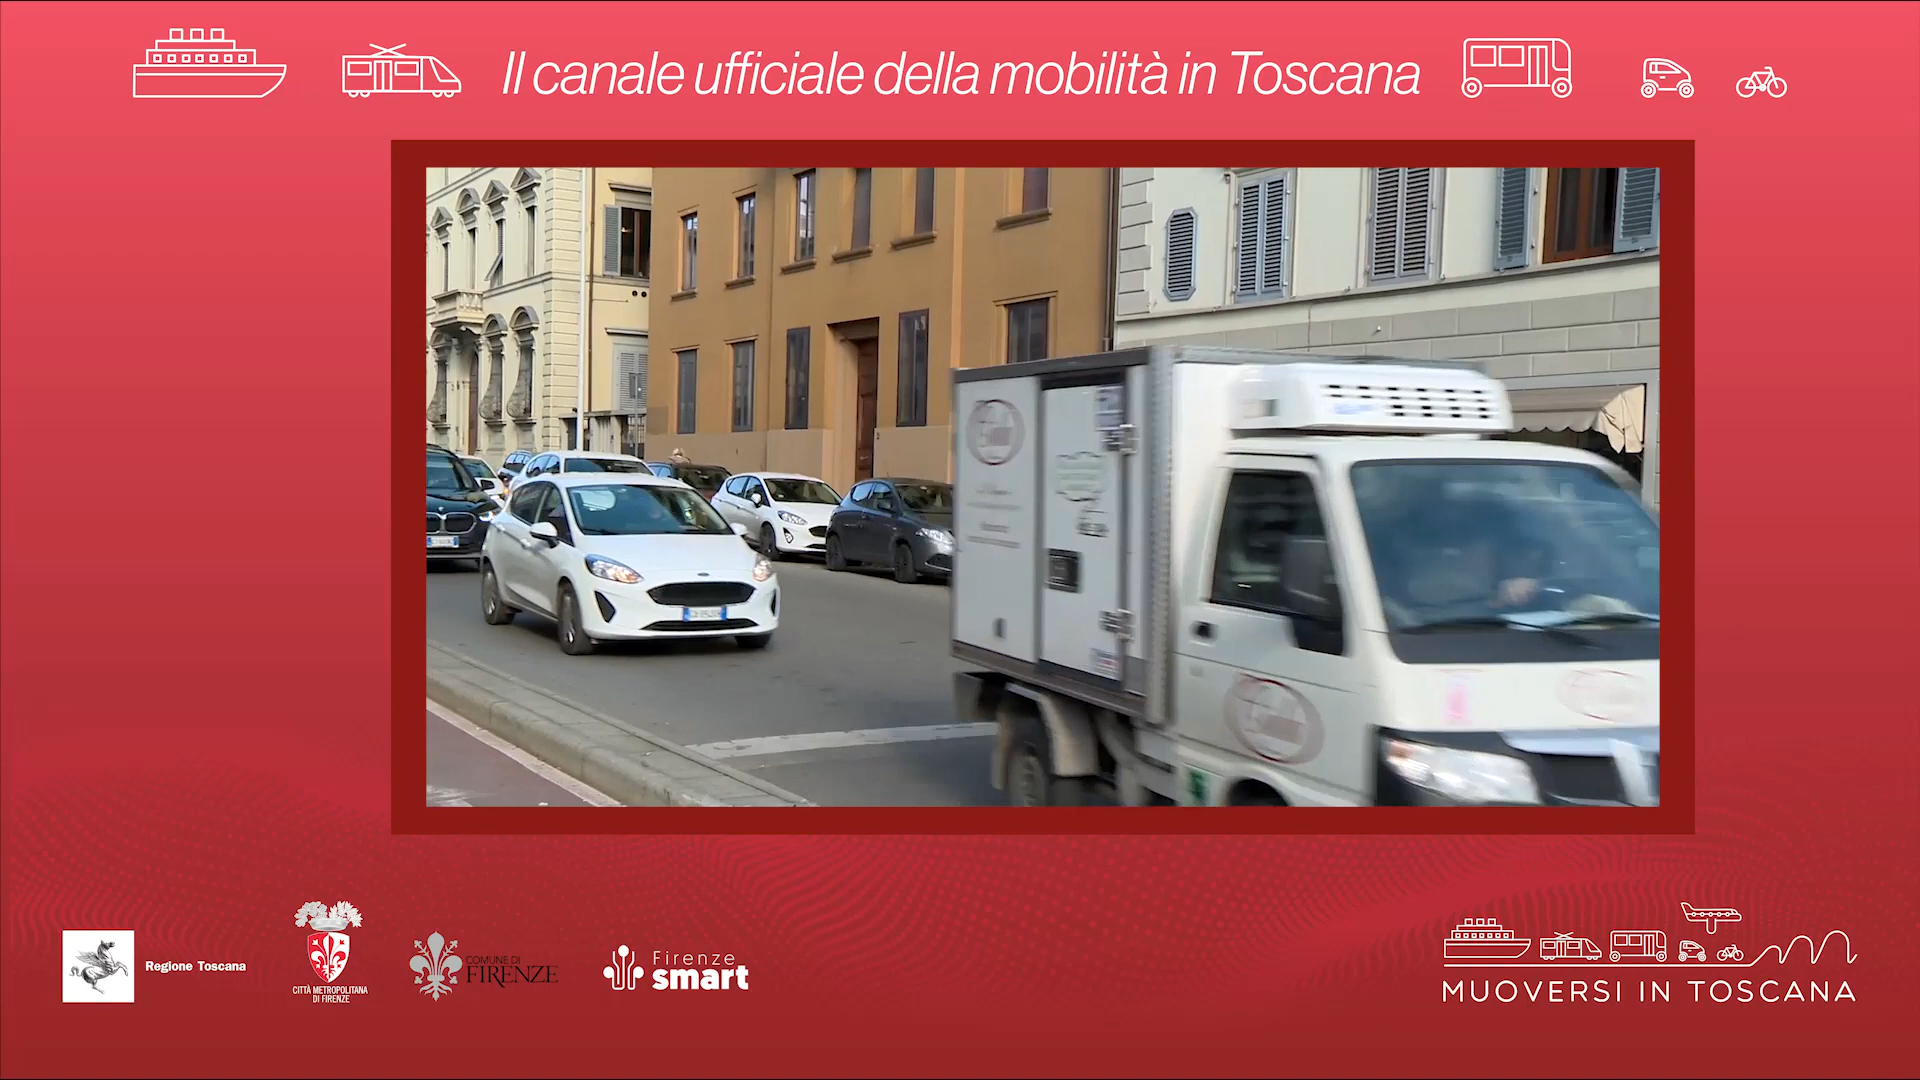 Il canale ufficiale della mobilità in Toscana
Regione Toscana
CITTÀ METROPOLITANA
DI FIRENZE
COMUNE DI
FIRENZE
Firenze
smart
MUOVERSI IN TOSCANA